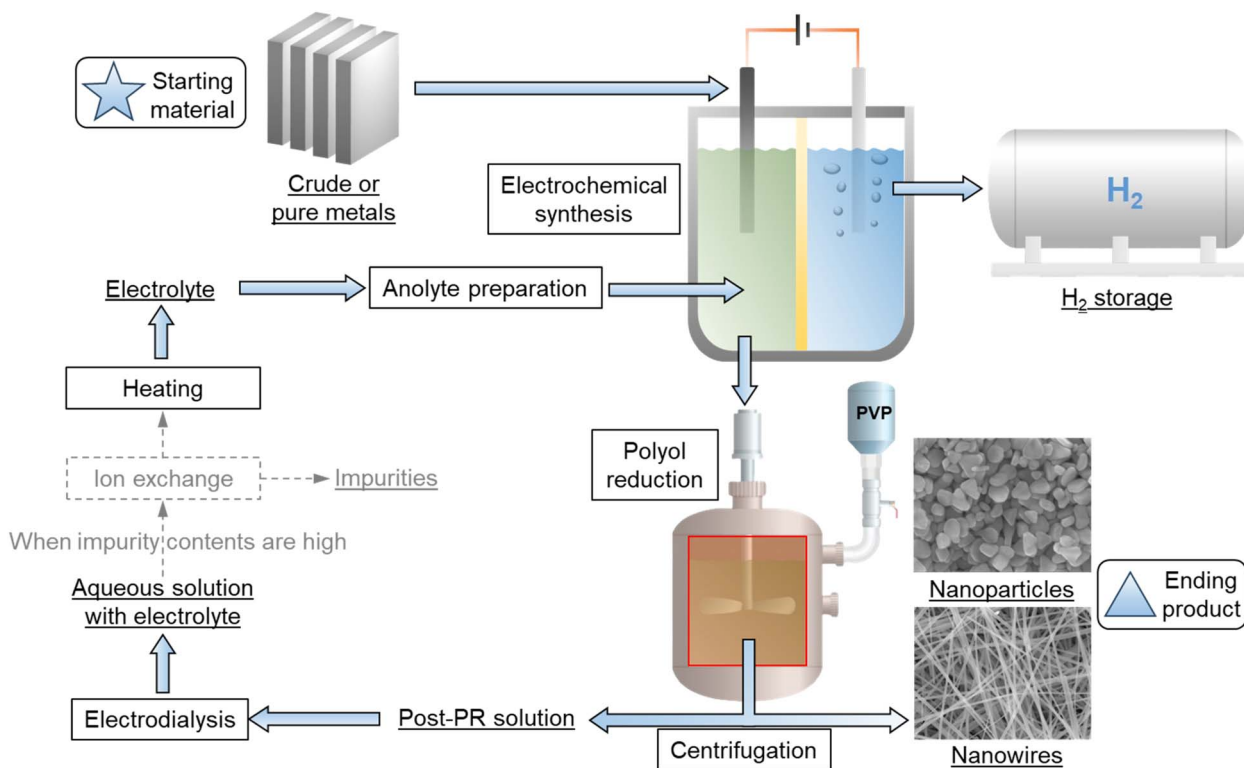 Starting
material
Crude or
pure metals
Electrochemical
synthesis
H₂
H₂ storage
Electrolyte
Anolyte preparation
Heating
Ion exchange
Impurities
When impurity contents are high
Aqueous solution
with electrolyte
Electrodialysis
Post-PR solution
Centrifugation
Polyol
reduction
PVP
Nanoparticles
Nanowires
Ending
product